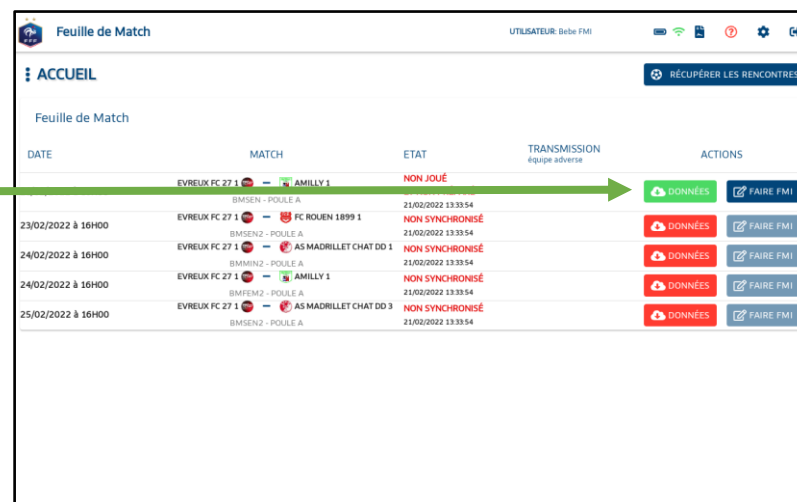 Feuille de Match
UTILISATEUR: Bebe FMI
ACCUEIL
RÉCUPÉRER LES RENCONTRES
Feuille de Match
DATE MATCH ETAT TRANSMISSION équipe adverse ACTIONS
EVREUX FC 27 1 — AMILLY 1
BMSEN - POULE A
NON JOUÉ
21/02/2022 13:33:54
DONNÉES FAIRE FMI
23/02/2022 à 16H00
EVREUX FC 27 1 — FC ROUEN 1899 1
BMSEN2 - POULE A
NON SYNCHRONISÉ
21/02/2022 13:33:54
DONNÉES FAIRE FMI
24/02/2022 à 16H00
EVREUX FC 27 1 — AS MADRILLET CHAT DD 1
BMMIN2 - POULE A
NON SYNCHRONISÉ
21/02/2022 13:33:54
DONNÉES FAIRE FMI
24/02/2022 à 16H00
EVREUX FC 27 1 — AMILLY 1
BMFEM2 - POULE A
NON SYNCHRONISÉ
21/02/2022 13:33:54
DONNÉES FAIRE FMI
25/02/2022 à 16H00
EVREUX FC 27 1 — AS MADRILLET CHAT DD 3
BMSEN2 - POULE A
NON SYNCHRONISÉ
21/02/2022 13:33:54
DONNÉES FAIRE FMI